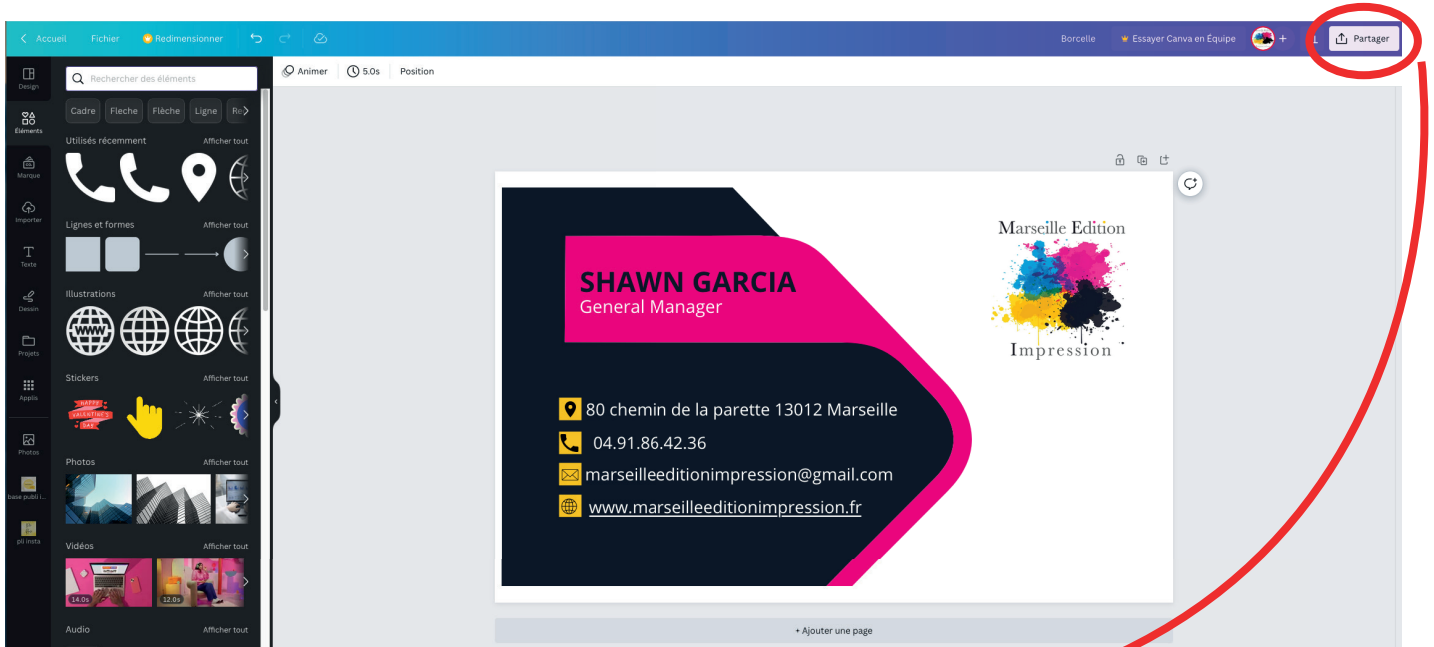 Accueil Fichier Redimensionner Borcelle Essayer Canva en Équipe + Partager
Rechercher des éléments
Animer 5.0s Position
Design
Cadre Fleche Flèche Ligne
Éléments
Utilisés récemment Afficher tout
Marque
Importer
Lignes et formes Afficher tout
Texte
Illustrations Afficher tout
WWW
Dessin
Projets
Stickers Afficher tout
Applis
HAPPY
VALENTINE'S
DAY
Photos
Photos Afficher tout
base publi i...
pli insta
Vidéos Afficher tout
14.0s 12.0s
Audio Afficher tout
Marseille Edition
Impression
SHAWN GARCIA
General Manager
80 chemin de la parette 13012 Marseille
04.91.86.42.36
marseilleeditionimpression@gmail.com
www.marseilleeditionimpression.fr
+ Ajouter une page